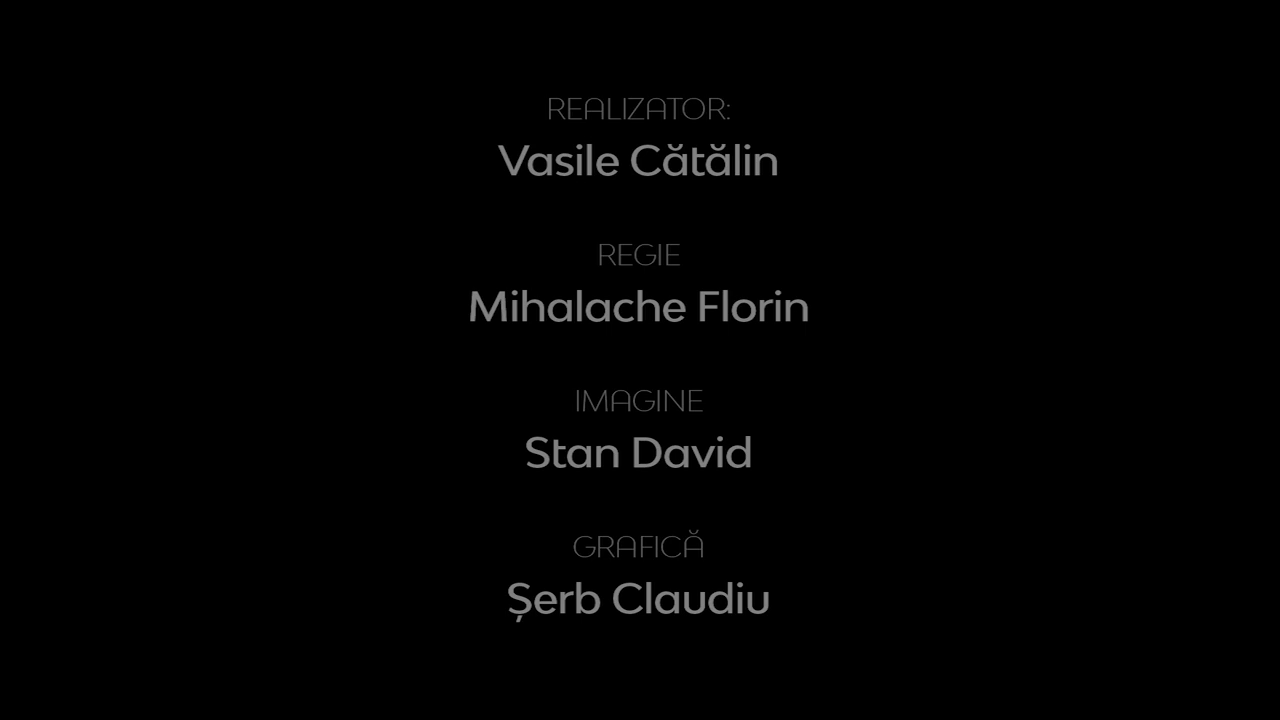 REALIZATOR:
Vasile Cătălin
REGIE
Mihalache Florin
IMAGINE
Stan David
GRAFICĂ
Șerb Claudiu